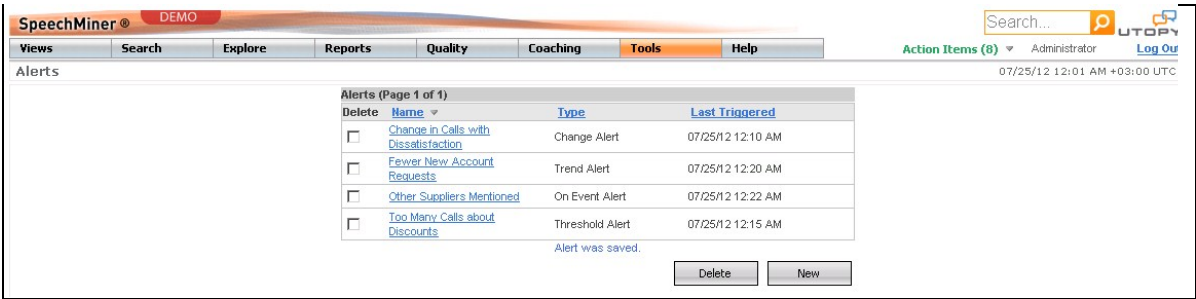 SpeechMiner ® DEMO Search... UTOPY
Views Search Explore Reports Quality Coaching Tools Help Action Items (8) Administrator Log Out
Alerts 07/25/12 12:01 AM +03:00 UTC
Alerts (Page 1 of 1)
Delete Name Type Last Triggered
Change in Calls with
Dissatisfaction Change Alert 07/25/12 12:10 AM
Fewer New Account
Requests Trend Alert 07/25/12 12:20 AM
Other Suppliers Mentioned On Event Alert 07/25/12 12:22 AM
Too Many Calls about
Discounts Threshold Alert 07/25/12 12:15 AM
Alert was saved.
Delete New